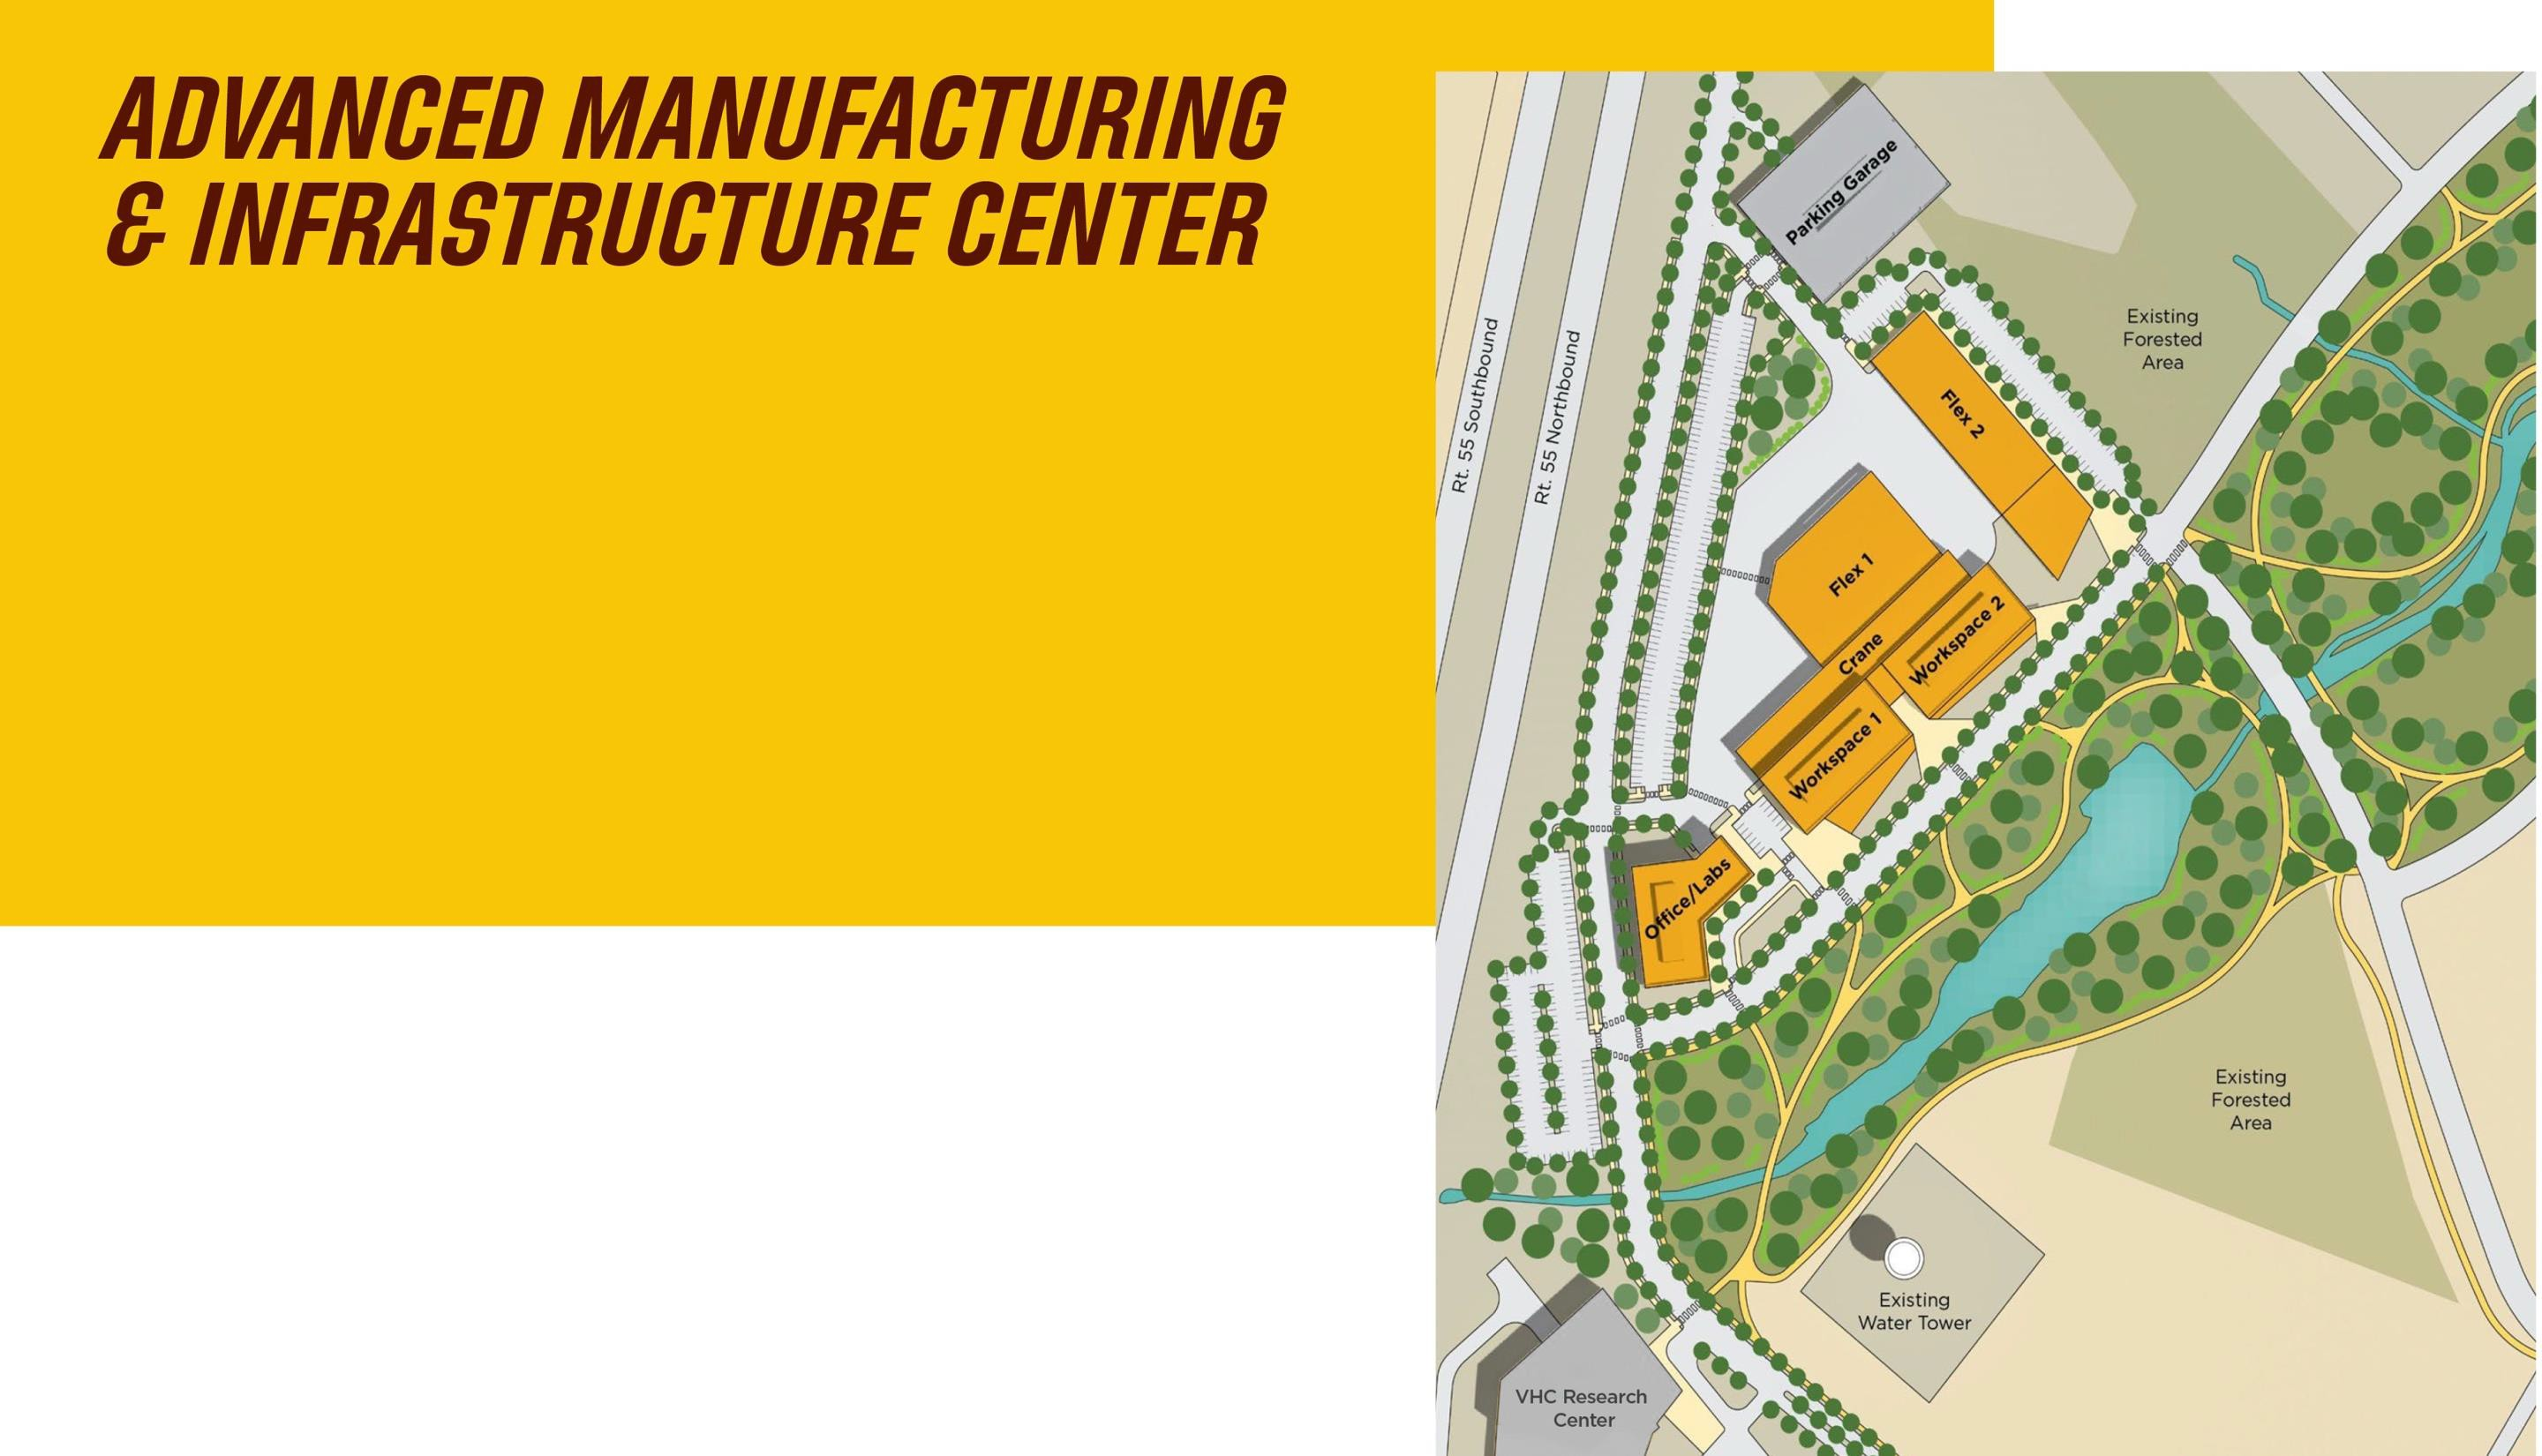 ADVANCED MANUFACTURING
& INFRASTRUCTURE CENTER
Parking Garage
Rt. 55 Southbound
Rt. 55 Northbound
Existing
Forested
Area
Flex 2
Flex 1
Crane
Workspace 2
Workspace 1
Office/Labs
Existing
Forested
Area
Existing
Water Tower
VHC Research
Center